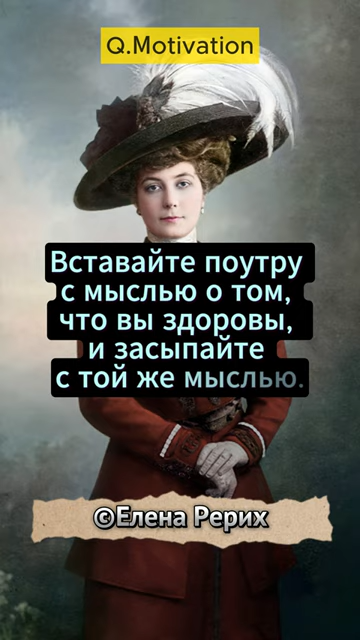 Q.Motivation
Вставайте поутру
с мыслью о том,
что вы здоровы,
и засыпайте
с той же мыслью.
©Елена Рерих